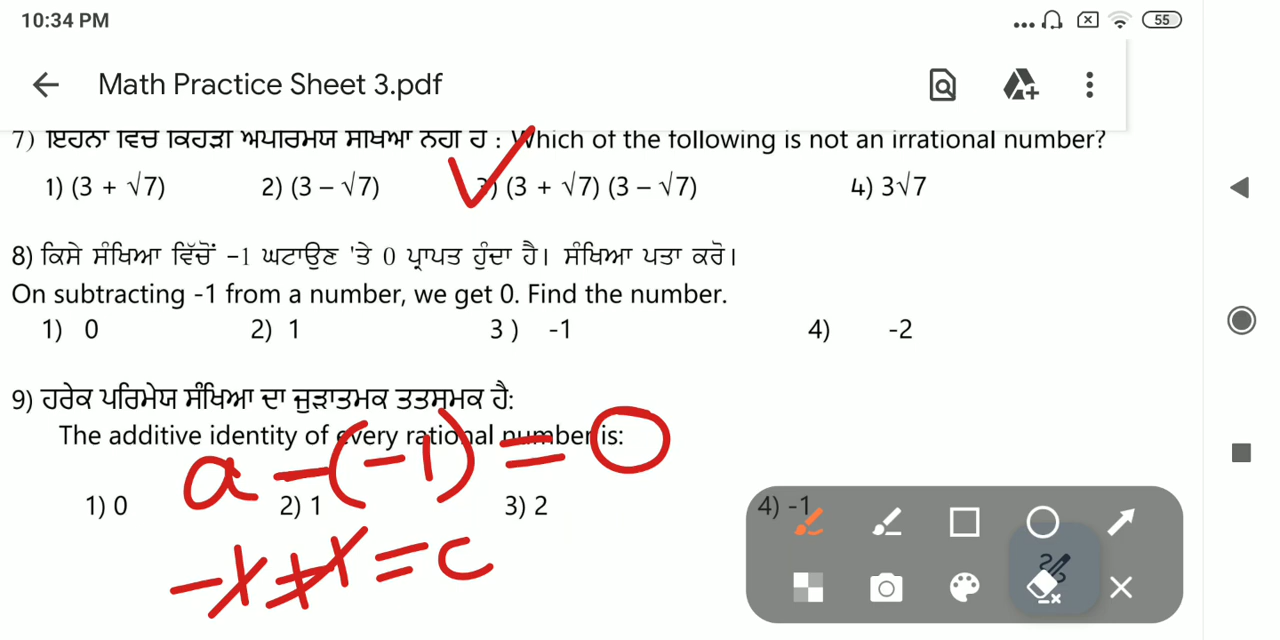 10:34 PM
55
Math Practice Sheet 3.pdf
7) ਇਹਨਾਂ ਵਿਚੋਂ ਕਿਹੜੀ ਅਪਰਿਮੇਯ ਸੰਖਿਆ ਨਹੀਂ ਹੈ : Which of the following is not an irrational number?
1) (3 + √7) 2) (3 – √7) 3) (3 + √7) (3 – √7) 4) 3√7
8) ਕਿਸੇ ਸੰਖਿਆ ਵਿੱਚੋਂ -1 ਘਟਾਉਣ 'ਤੇ 0 ਪ੍ਰਾਪਤ ਹੁੰਦਾ ਹੈ। ਸੰਖਿਆ ਪਤਾ ਕਰੋ।
On subtracting -1 from a number, we get 0. Find the number.
1) 0 2) 1 3 ) -1 4) -2
9) ਹਰੇਕ ਪਰਿਮੇਯ ਸੰਖਿਆ ਦਾ ਜੁੜਾਤਮਕ ਤਤਸਮਕ ਹੈ:
The additive identity of every rational number is:
a - (-1) = 0
1) 0 2) 1 3) 2 4) -1